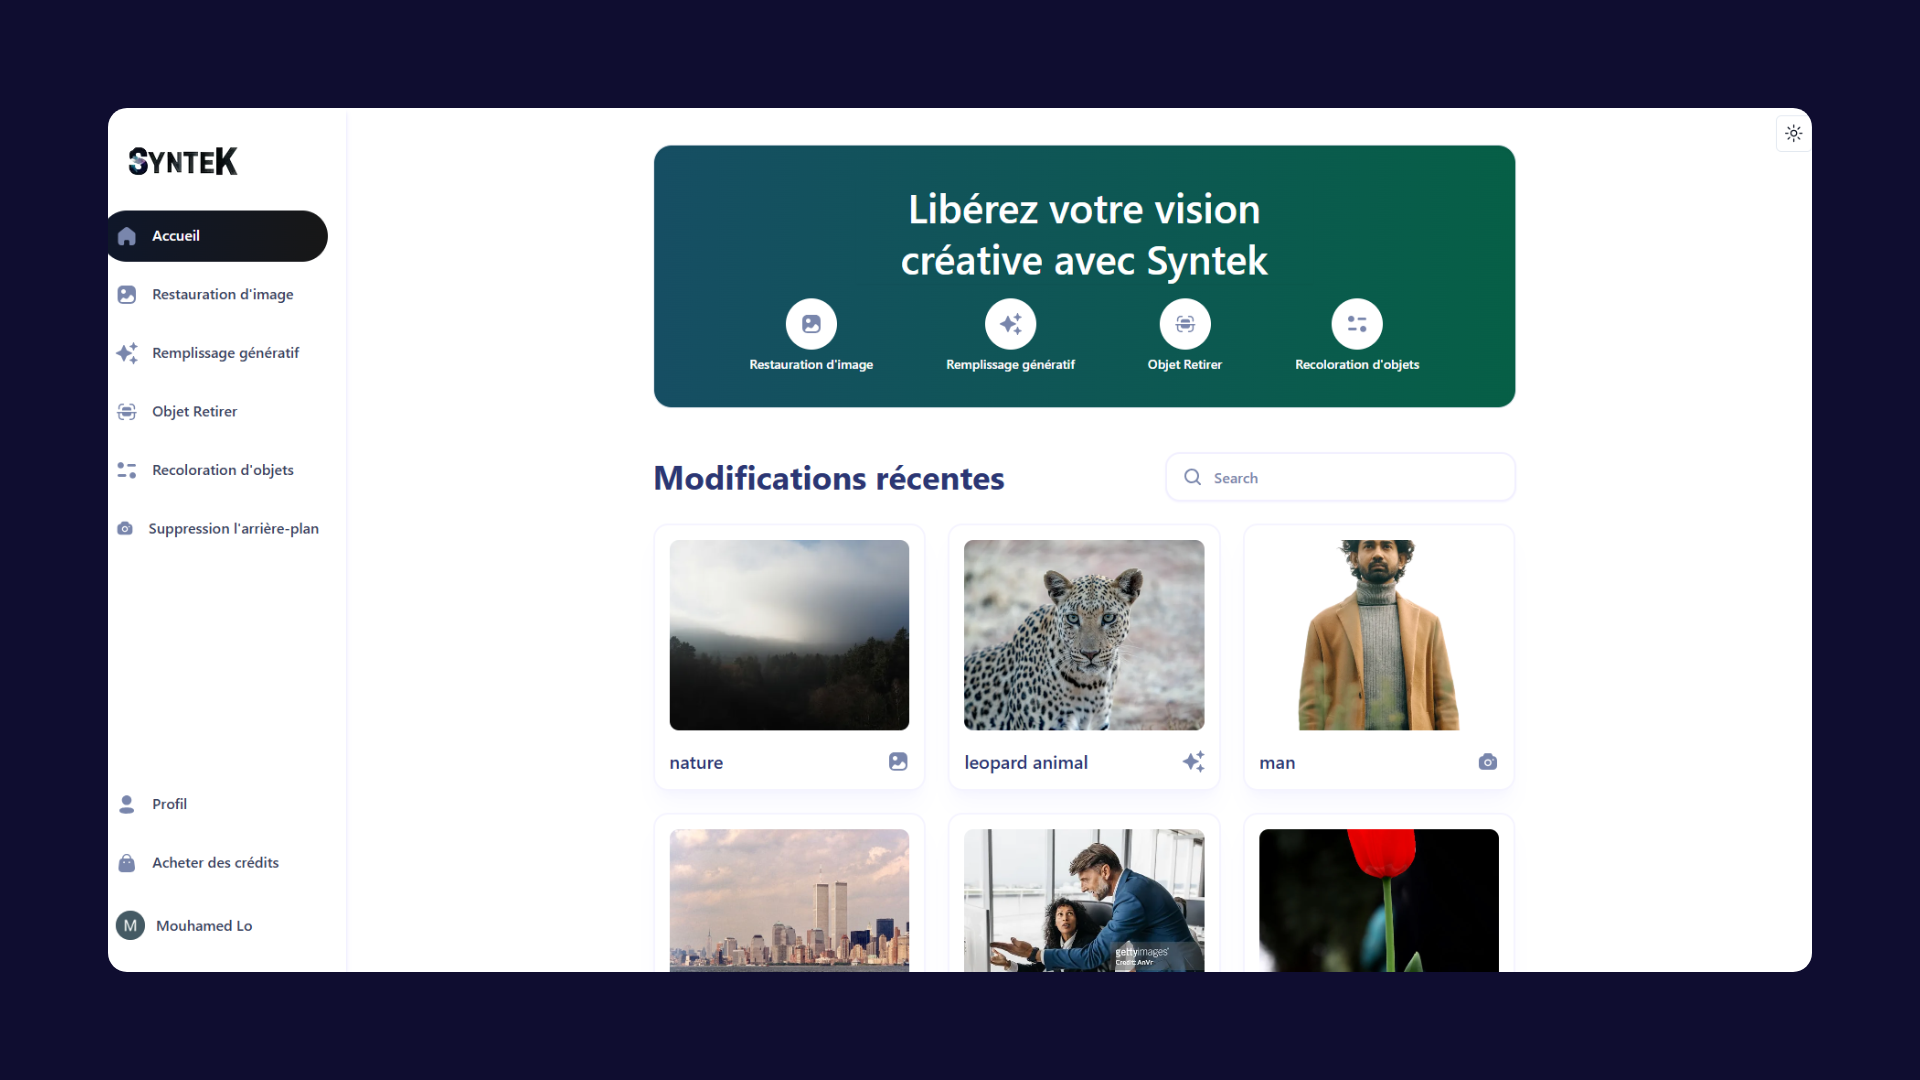 SYNTEK
Accueil
Restauration d'image
Remplissage génératif
Objet Retirer
Recoloration d'objets
Suppression l'arrière-plan
Profil
Acheter des crédits
M
Mouhamed Lo
Libérez votre vision
créative avec Syntek
Restauration d'image
Remplissage génératif
Objet Retirer
Recoloration d'objets
Modifications récentes
Search
nature
leopard animal
man
gettyimages
Credit: AnVr